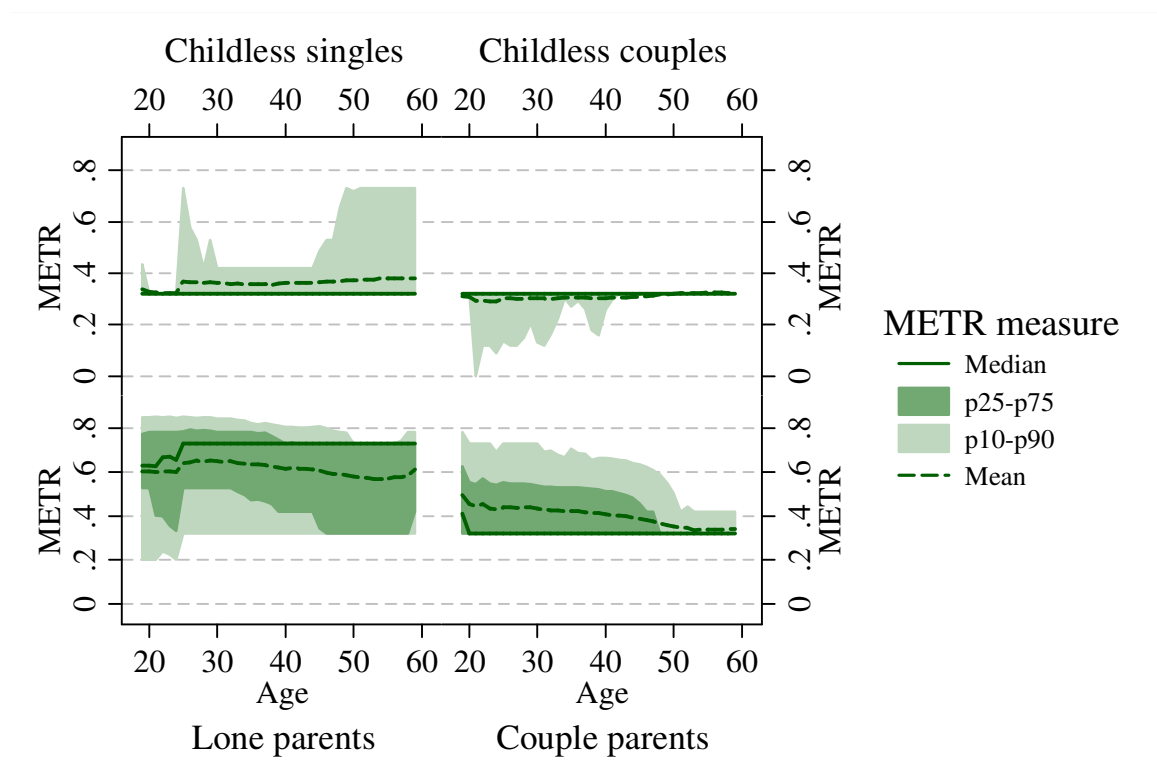 Childless singles Childless couples
20 30 40 50 60 20 30 40 50 60
METR 0 .2 .4 .6 .8
METR 0 .2 .4 .6 .8
METR 0 .2 .4 .6 .8
METR 0 .2 .4 .6 .8
20 30 40 50 60 20 30 40 50 60
Age Age
Lone parents Couple parents
METR measure
Median
p25-p75
p10-p90
Mean